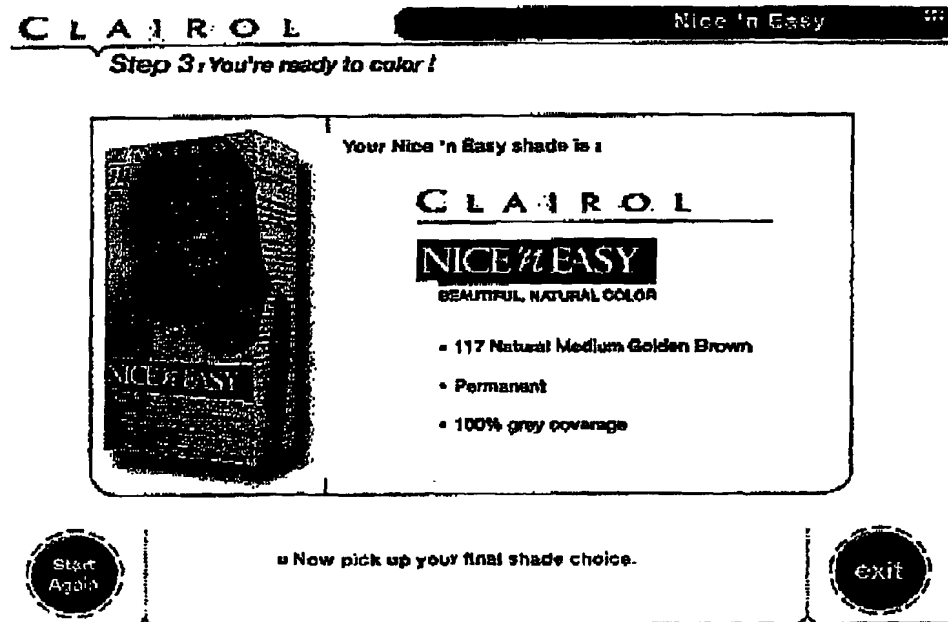 CLAIROL
Nice 'n Easy
Step 3: You're ready to color!
Your Nice 'n Easy shade is:
CLAIROL
NICE 'n EASY
BEAUTIFUL, NATURAL COLOR
NICE 'n EASY
- 117 Natural Medium Golden Brown
- Permanent
- 100% grey coverage
Start
Again
Now pick up your final shade choice.
exit